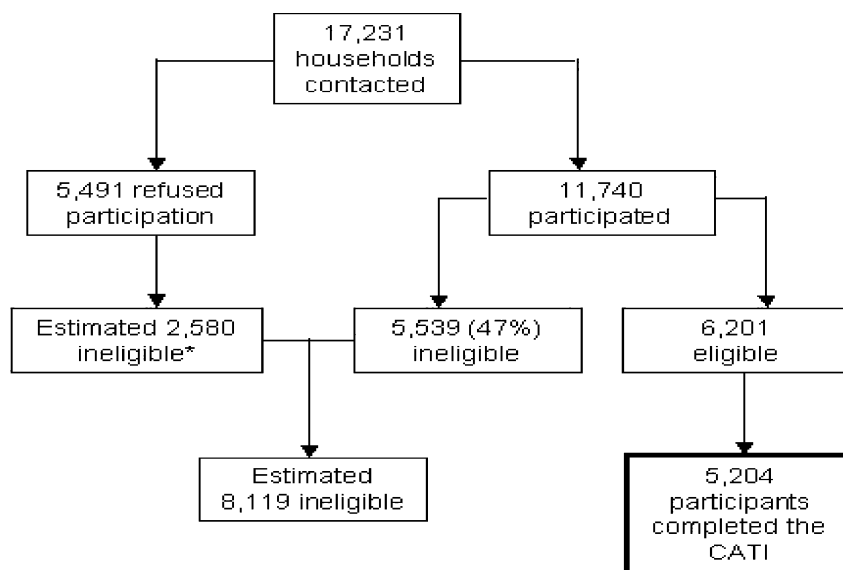 17,231
households
contacted
5,491 refused
participation
11,740
participated
Estimated 2,580
ineligible*
5,539 (47%)
ineligible
6,201
eligible
Estimated
8,119 ineligible
5,204
participants
completed the
CATI